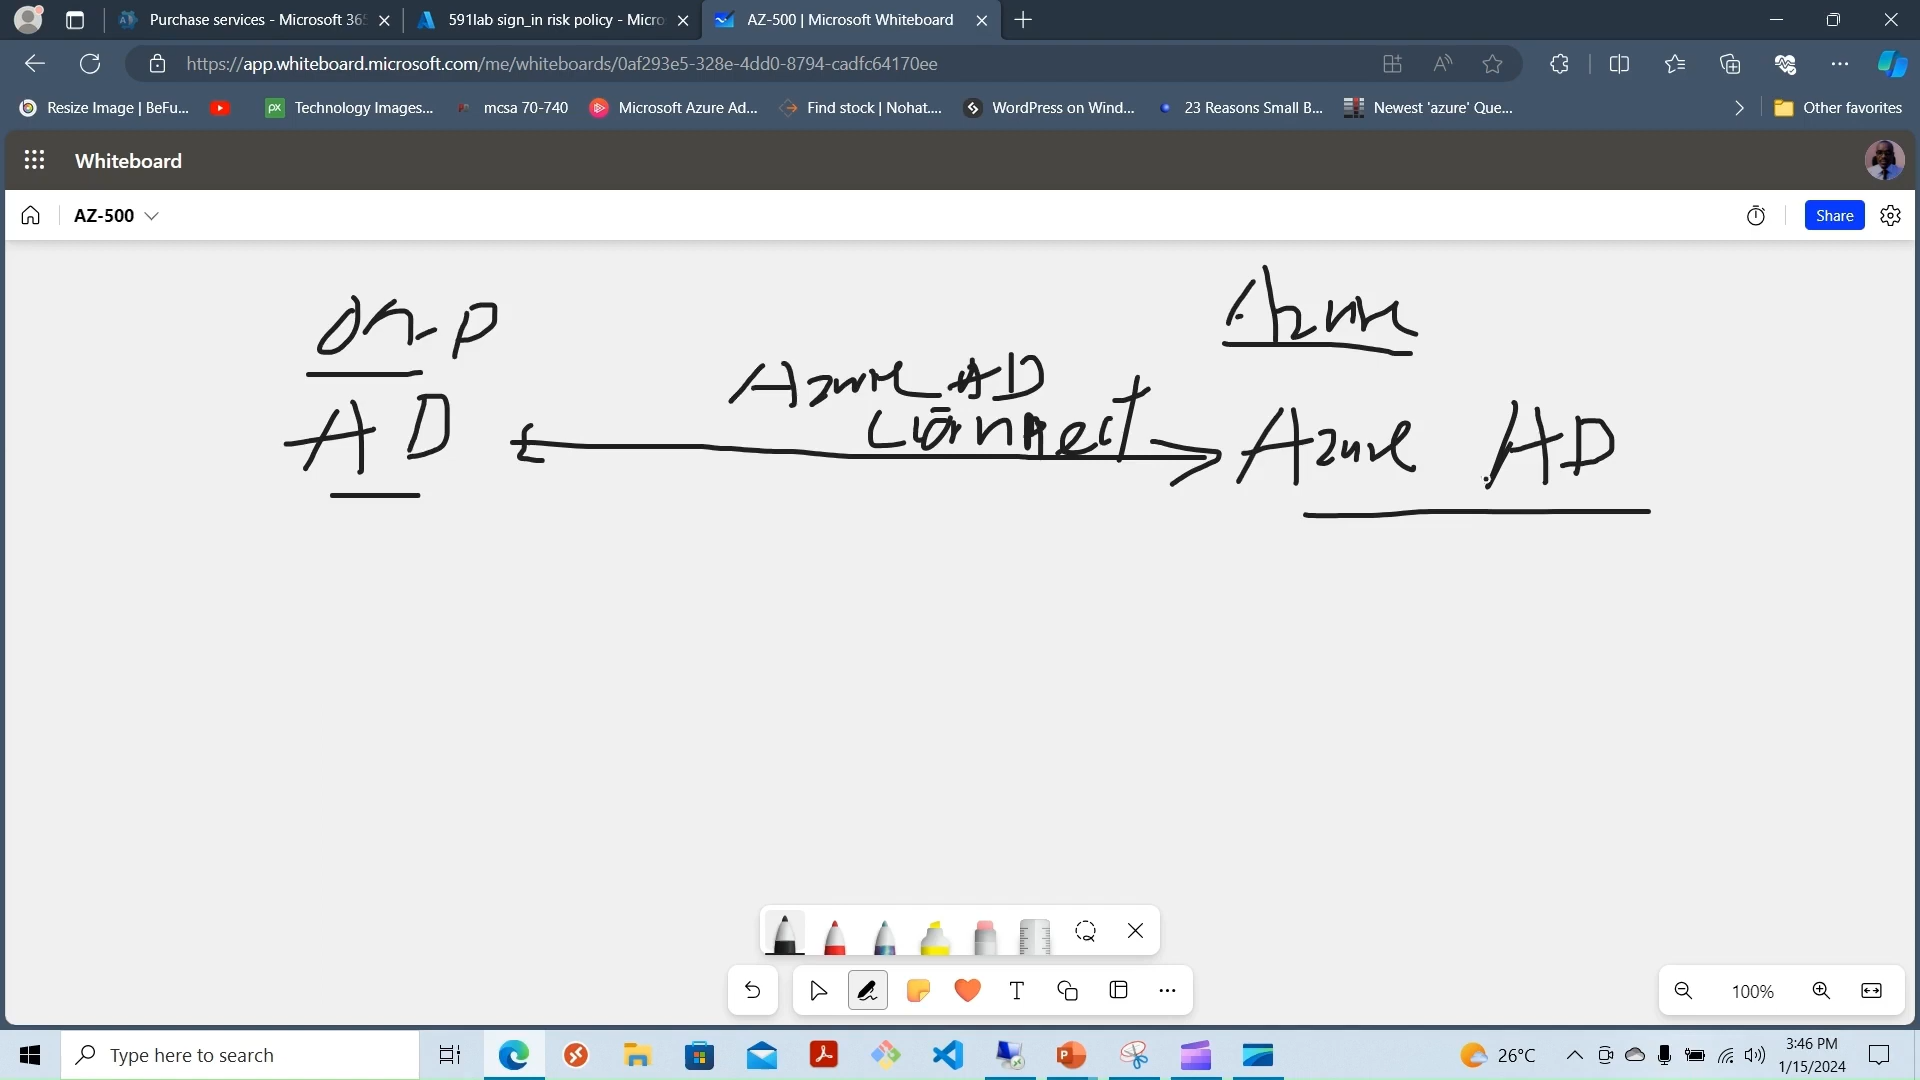 Purchase services - Microsoft 365
591lab sign_in risk policy - Micro
AZ-500 | Microsoft Whiteboard
https://app.whiteboard.microsoft.com/me/whiteboards/0af293e5-328e-4dd0-8794-cadfc64170ee
Resize Image | BeFu...
Technology Images...
mcsa 70-740
Microsoft Azure Ad...
Find stock | Nohat....
WordPress on Wind...
23 Reasons Small B...
Newest 'azure' Que...
Other favorites
Whiteboard
AZ-500
Share
on-P
Azure
Azure AD
Connect
AD
Azure AD
100%
Type here to search
26°C
3:46 PM
1/15/2024